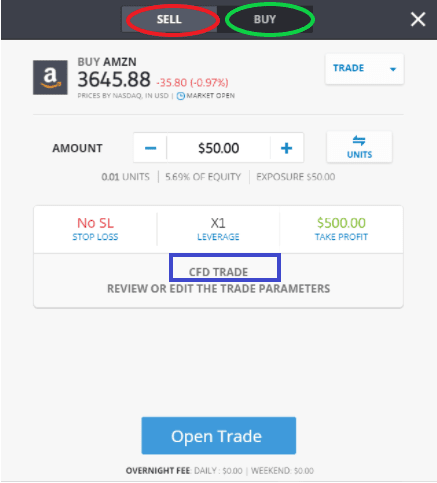 SELL BUY
a
BUY AMZN
3645.88 -35.80 (-0.97%)
PRICES BY NASDAQ, IN USD | MARKET OPEN
TRADE
AMOUNT − $50.00 +
UNITS
0.01 UNITS | 5.69% OF EQUITY | EXPOSURE $50.00
No SL X1 $500.00
STOP LOSS LEVERAGE TAKE PROFIT
CFD TRADE
REVIEW OR EDIT THE TRADE PARAMETERS
Open Trade
OVERNIGHT FEE: DAILY : $0.00 | WEEKEND: $0.00